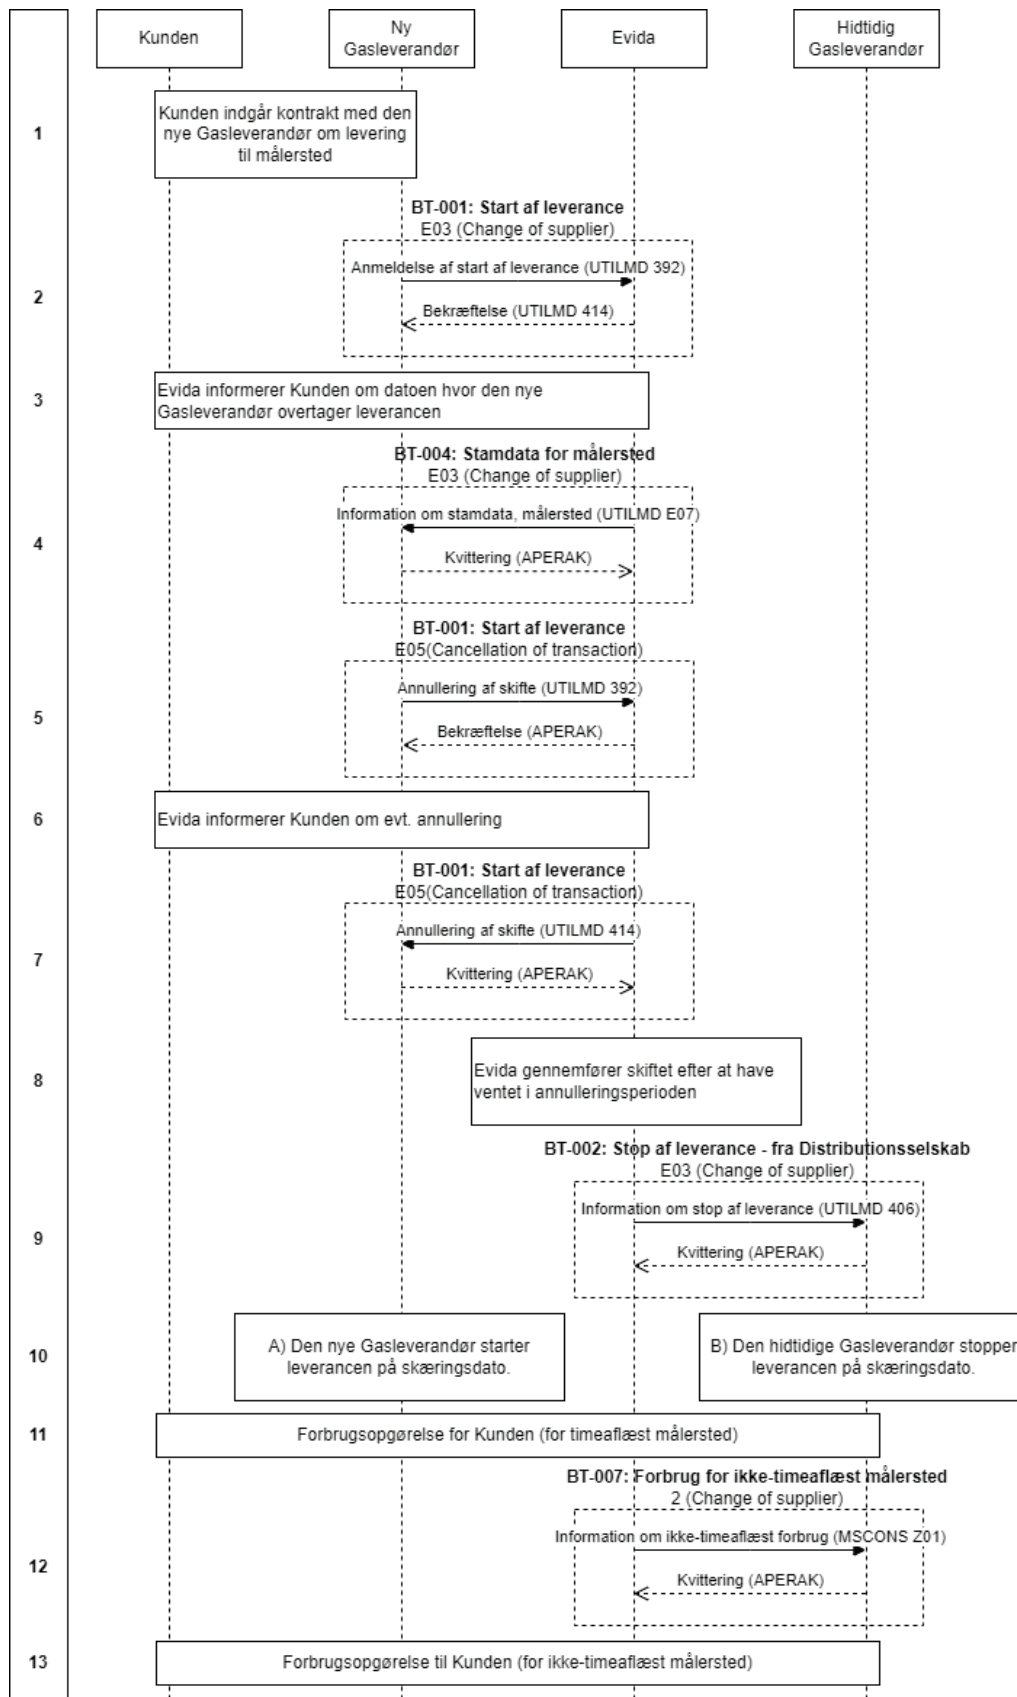 Kunden
Ny
Gasleverandør
Evida
Hidtidig
Gasleverandør
1
Kunden indgår kontrakt med den
nye Gasleverandør om levering
til målersted
BT-001: Start af leverance
E03 (Change of supplier)
2
Anmeldelse af start af leverance (UTILMD 392)
Bekræftelse (UTILMD 414)
3
Evida informerer Kunden om datoen hvor den nye
Gasleverandør overtager leverancen
BT-004: Stamdata for målersted
E03 (Change of supplier)
4
Information om stamdata, målersted (UTILMD E07)
Kvittering (APERAK)
BT-001: Start af leverance
E05(Cancellation of transaction)
5
Annullering af skifte (UTILMD 392)
Bekræftelse (APERAK)
6
Evida informerer Kunden om evt. annullering
BT-001: Start af leverance
E05(Cancellation of transaction)
7
Annullering af skifte (UTILMD 414)
Kvittering (APERAK)
8
Evida gennemfører skiftet efter at have
ventet i annulleringsperioden
BT-002: Stop af leverance - fra Distributionsselskab
E03 (Change of supplier)
9
Information om stop af leverance (UTILMD 406)
Kvittering (APERAK)
10
A) Den nye Gasleverandør starter
leverancen på skæringsdato.
B) Den hidtidige Gasleverandør stopper
leverancen på skæringsdato.
11
Forbrugsopgørelse for Kunden (for timeaflæst målersted)
BT-007: Forbrug for ikke-timeaflæst målersted
2 (Change of supplier)
12
Information om ikke-timeaflæst forbrug (MSCONS Z01)
Kvittering (APERAK)
13
Forbrugsopgørelse til Kunden (for ikke-timeaflæst målersted)